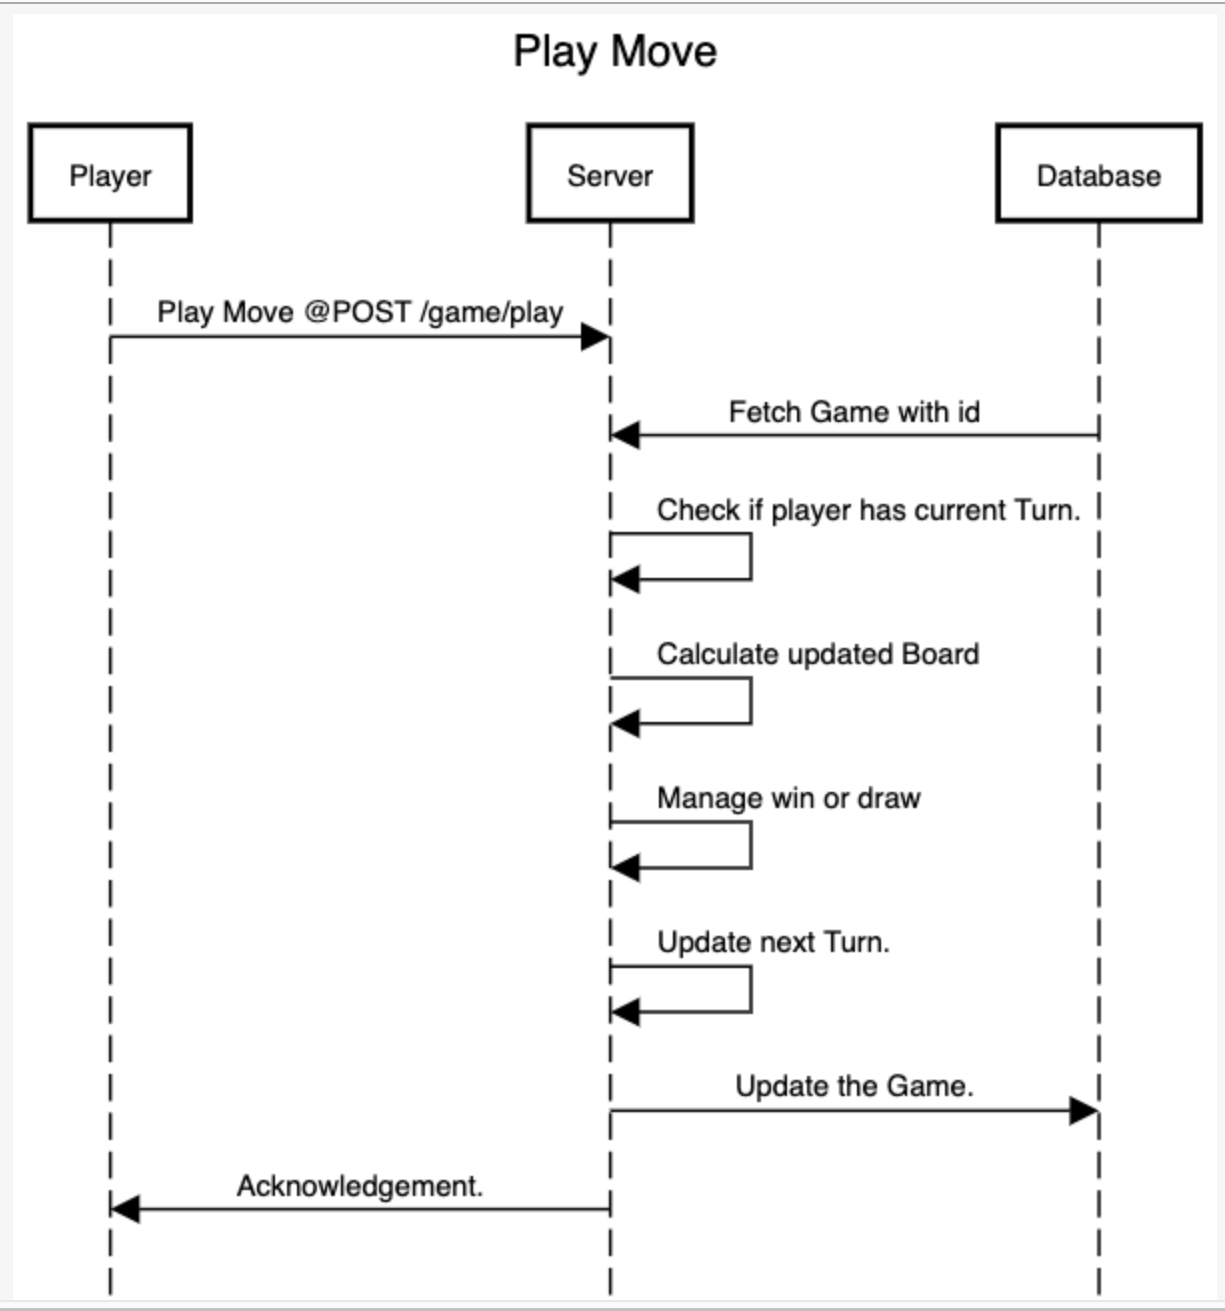 Play Move
Player
Server
Database
Play Move @POST /game/play
Fetch Game with id
Check if player has current Turn.
Calculate updated Board
Manage win or draw
Update next Turn.
Update the Game.
Acknowledgement.